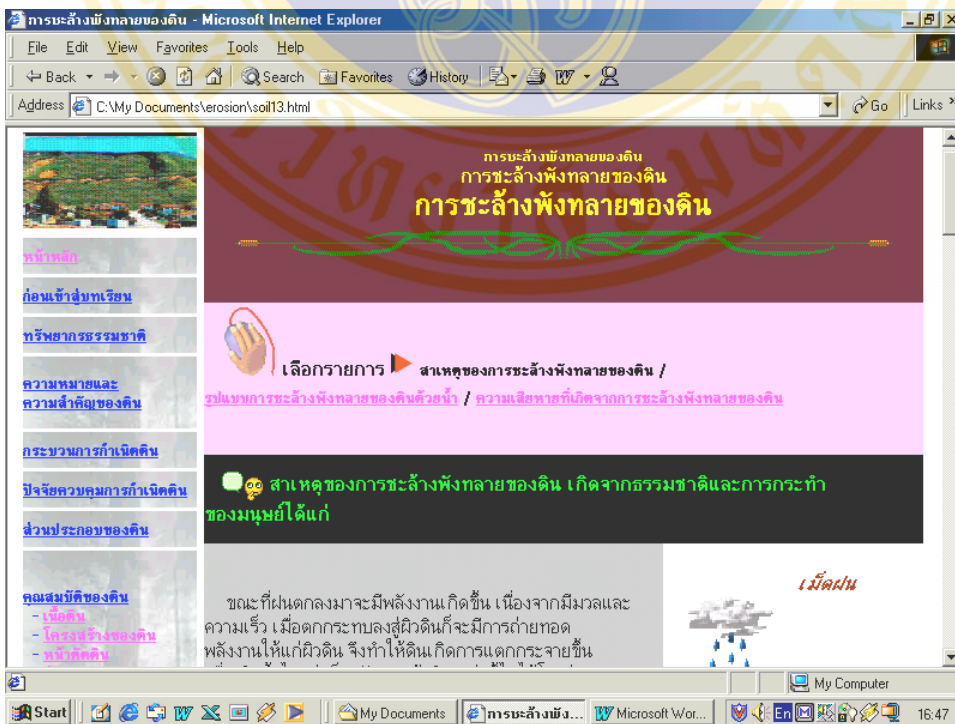 การชะล้างพังทลายของดิน - Microsoft Internet Explorer
File Edit View Favorites Tools Help
Back Search Favorites History
Address C:\My Documents\erosion\soil13.html Go Links
การชะล้างพังทลายของดิน
การชะล้างพังทลายของดิน
การชะล้างพังทลายของดิน
หน้าหลัก
ก่อนเข้าสู่บทเรียน
ทรัพยากรธรรมชาติ
ความหมายและ
ความสำคัญของดิน
กระบวนการกำเนิดดิน
ปัจจัยควบคุมการกำเนิดดิน
ส่วนประกอบของดิน
คุณสมบัติของดิน
- เนื้อดิน
- โครงสร้างของดิน
- หน้าตัดดิน
เลือกรายการ สาเหตุของการชะล้างพังทลายของดิน /
รูปแบบการชะล้างพังทลายของดินด้วยน้ำ / ความเสียหายที่เกิดจากการชะล้างพังทลายของดิน
สาเหตุของการชะล้างพังทลายของดิน เกิดจากธรรมชาติและการกระทำ
ของมนุษย์ได้แก่
ขณะที่ฝนตกลงมาจะมีพลังงานเกิดขึ้น เนื่องจากมีมวลและ
ความเร็ว เมื่อตกกระทบลงสู่ผิวดินก็จะมีการถ่ายทอด
พลังงานให้แก่ผิวดิน จึงทำให้ดินเกิดการแตกกระจายขึ้น
เม็ดฝน
My Computer
Start My Documents การชะล้างพัง... Microsoft Wor... En 16:47